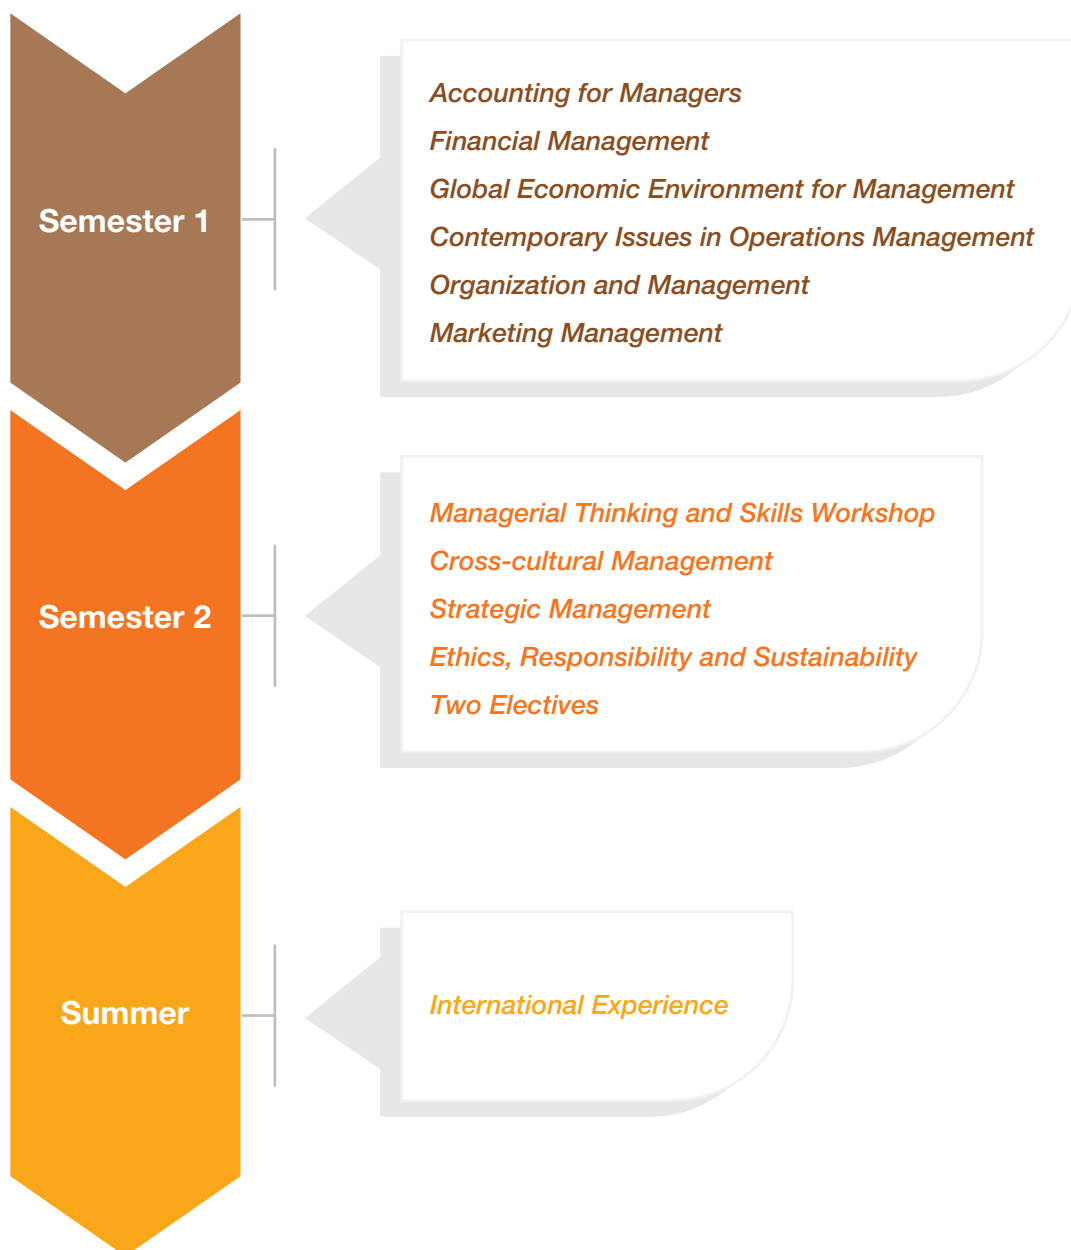 Semester 1
Accounting for Managers
Financial Management
Global Economic Environment for Management
Contemporary Issues in Operations Management
Organization and Management
Marketing Management
Semester 2
Managerial Thinking and Skills Workshop
Cross-cultural Management
Strategic Management
Ethics, Responsibility and Sustainability
Two Electives
Summer
International Experience